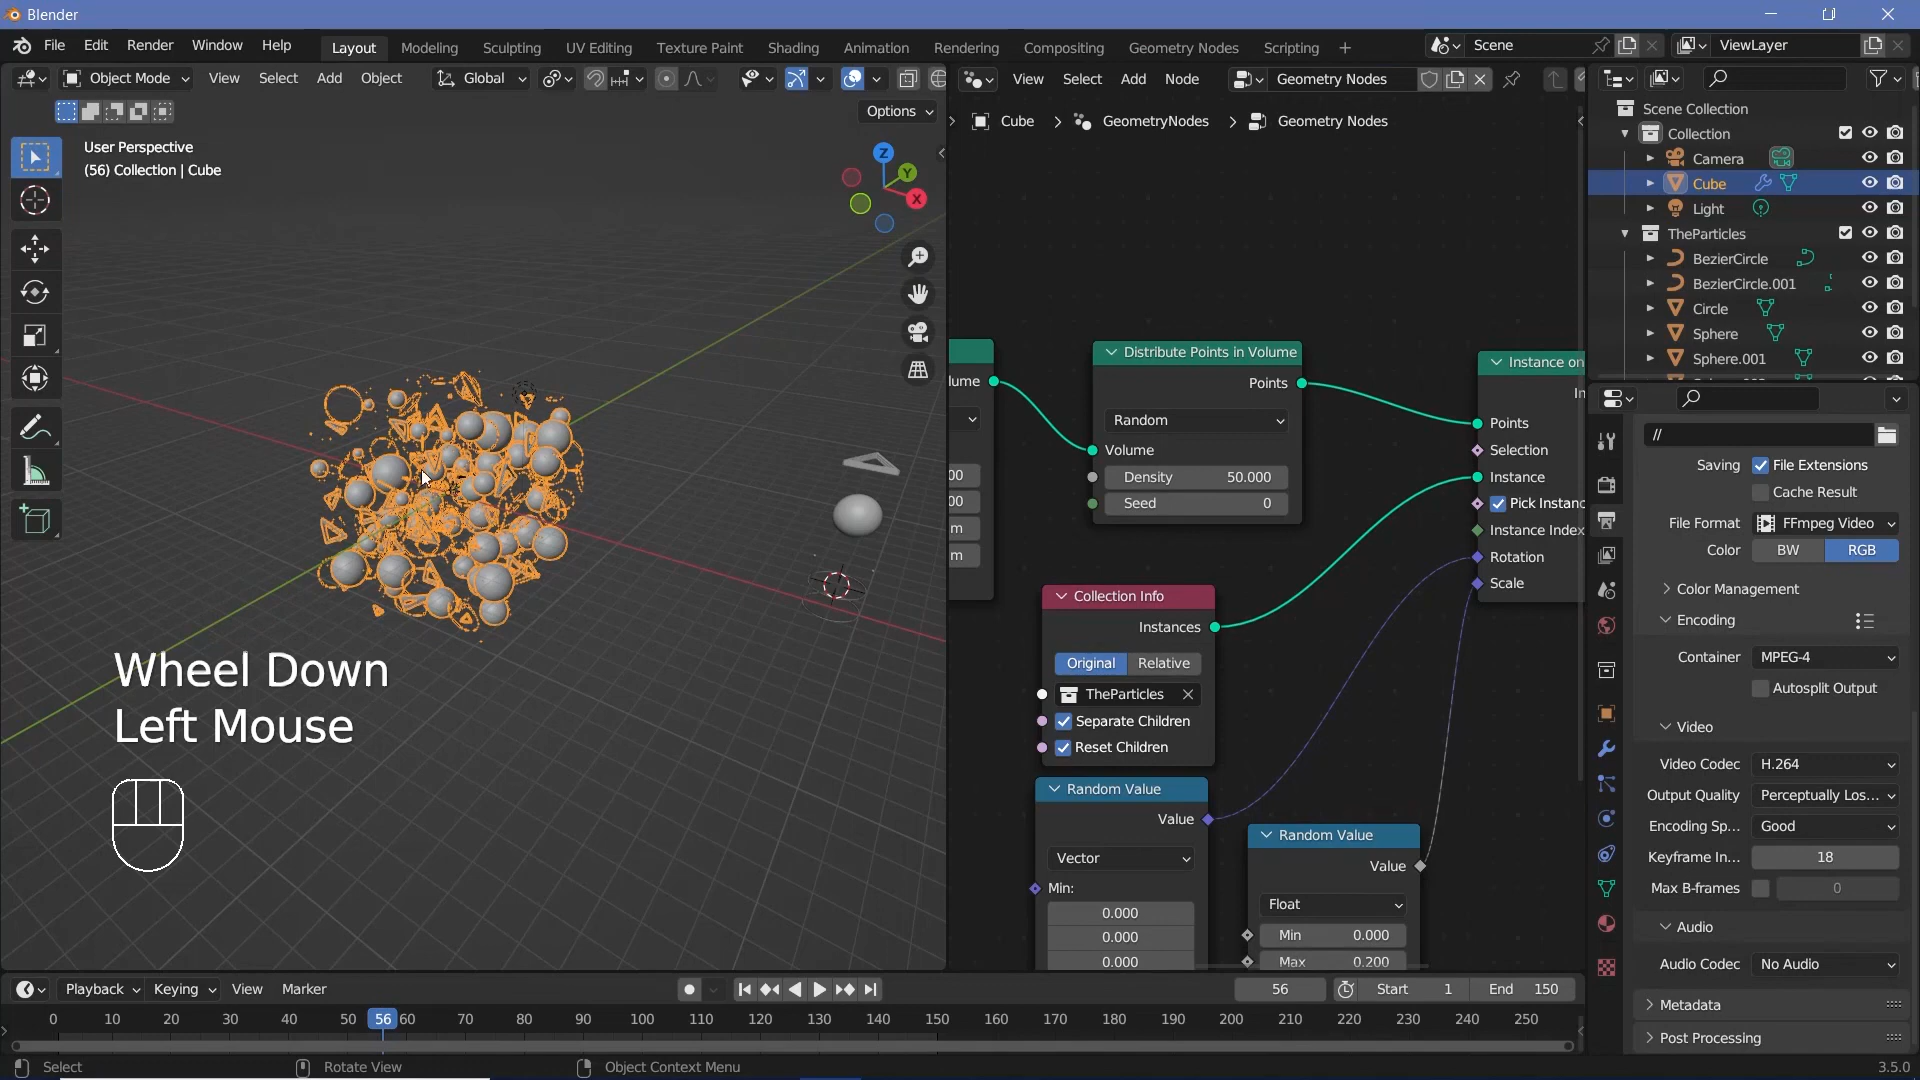 Blender
File Edit Render Window Help
Layout Modeling Sculpting UV Editing Texture Paint Shading Animation Rendering Compositing Geometry Nodes Scripting
Scene
ViewLayer
Object Mode View Select Add Object
Global
Options
User Perspective
(56) Collection | Cube
Z
Y
X
Wheel Down
Left Mouse
View Select Add Node
Geometry Nodes
Cube > GeometryNodes > Geometry Nodes
lume
00
00
m
m
Distribute Points in Volume
Points
Random
Volume
Density 50.000
Seed 0
Instance on
In
Points
Selection
Instance
Pick Instanc
Instance Index
Rotation
Scale
Collection Info
Instances
Original Relative
TheParticles
Separate Children
Reset Children
Random Value
Value
Vector
Min:
0.000
0.000
0.000
Random Value
Value
Float
Min 0.000
Max 0.200
Scene Collection
Collection
Camera
Cube
Light
TheParticles
BezierCircle
BezierCircle.001
Circle
Sphere
Sphere.001
//
Saving File Extensions
Cache Result
File Format FFmpeg Video
Color BW RGB
Color Management
Encoding
Container MPEG-4
Autosplit Output
Video
Video Codec H.264
Output Quality Perceptually Los...
Encoding Sp... Good
Keyframe In... 18
Max B-frames 0
Audio
Audio Codec No Audio
Metadata
Post Processing
Playback Keying View Marker
56
Start 1
End 150
0 10 20 30 40 50 56 60 70 80 90 100 110 120 130 140 150 160 170 180 190 200 210 220 230 240 250
Select
Rotate View
Object Context Menu
3.5.0